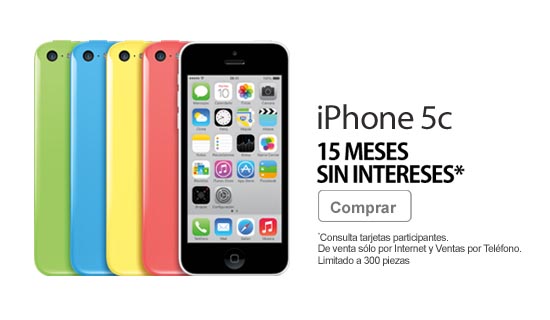 iPhone 5c
15 MESES
SIN INTERESES*
Comprar
*Consulta tarjetas participantes.
De venta sólo por Internet y Ventas por Teléfono.
Limitado a 300 piezas